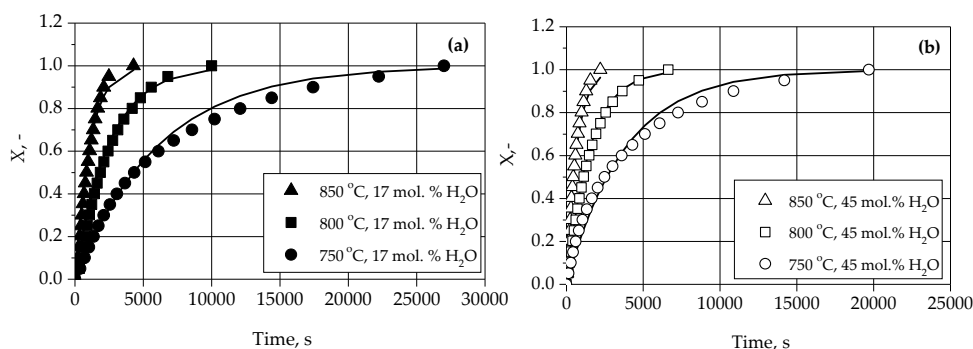 (a)
X,-
1.2
1.0
0.8
0.6
0.4
0.2
0.0
850 °C, 17 mol. % H₂O
800 °C, 17 mol. % H₂O
750 °C, 17 mol. % H₂O
0 5000 10000 15000 20000 25000 30000
Time, s
(b)
X,-
1.2
1.0
0.8
0.6
0.4
0.2
0.0
850 °C, 45 mol.% H₂O
800 °C, 45 mol.% H₂O
750 °C, 45 mol.% H₂O
0 5000 10000 15000 20000 25000
Time, s